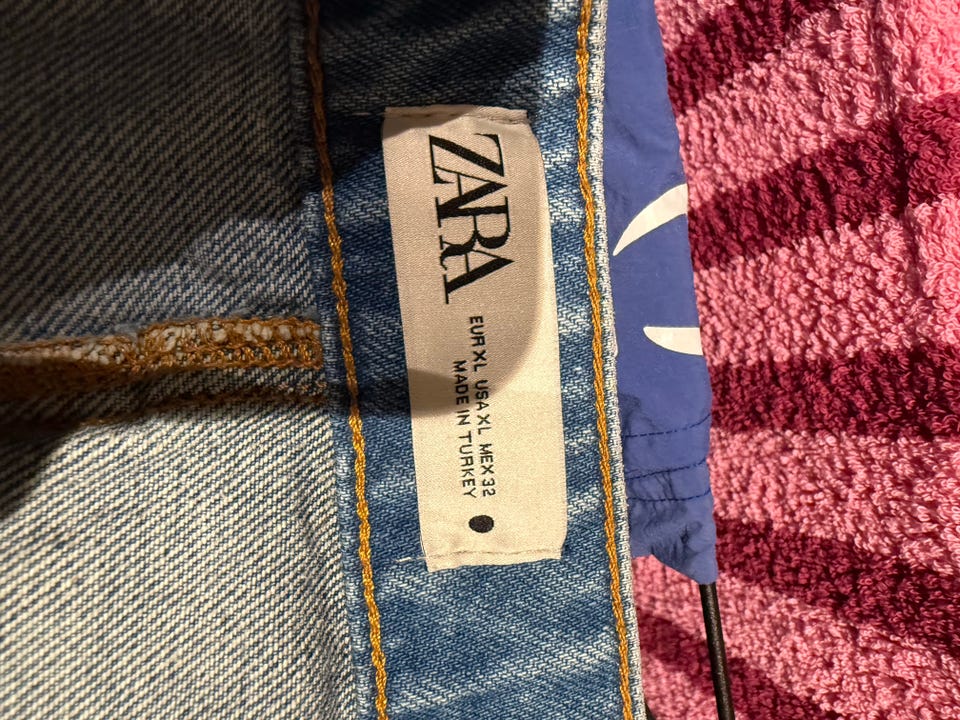 ZARA
EUR XL USA XL MEX 32
MADE IN TURKEY